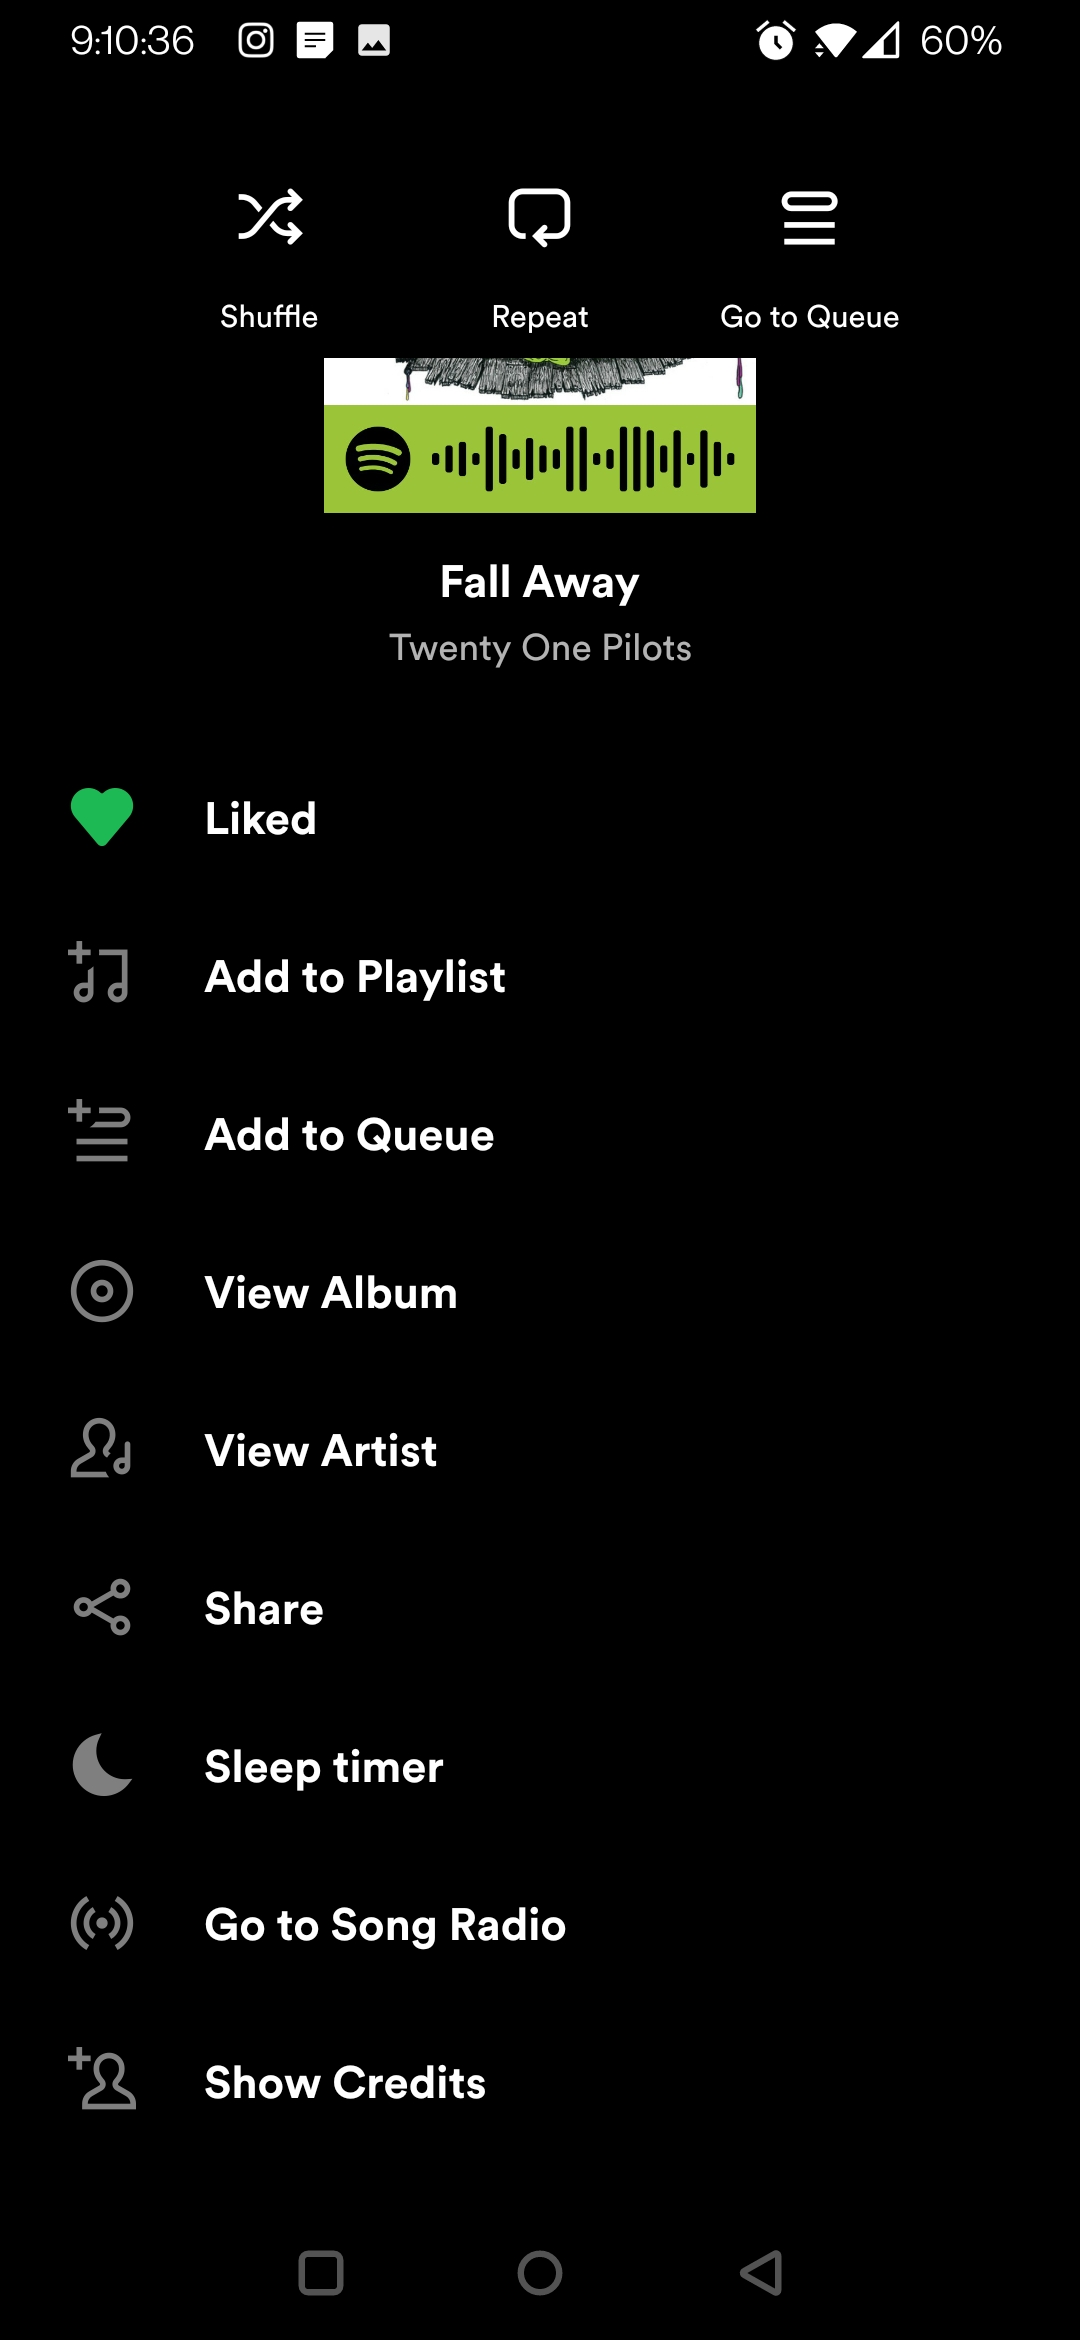 9:10:36 60%
Shuffle Repeat Go to Queue
Fall Away
Twenty One Pilots
Liked
Add to Playlist
Add to Queue
View Album
View Artist
Share
Sleep timer
Go to Song Radio
Show Credits